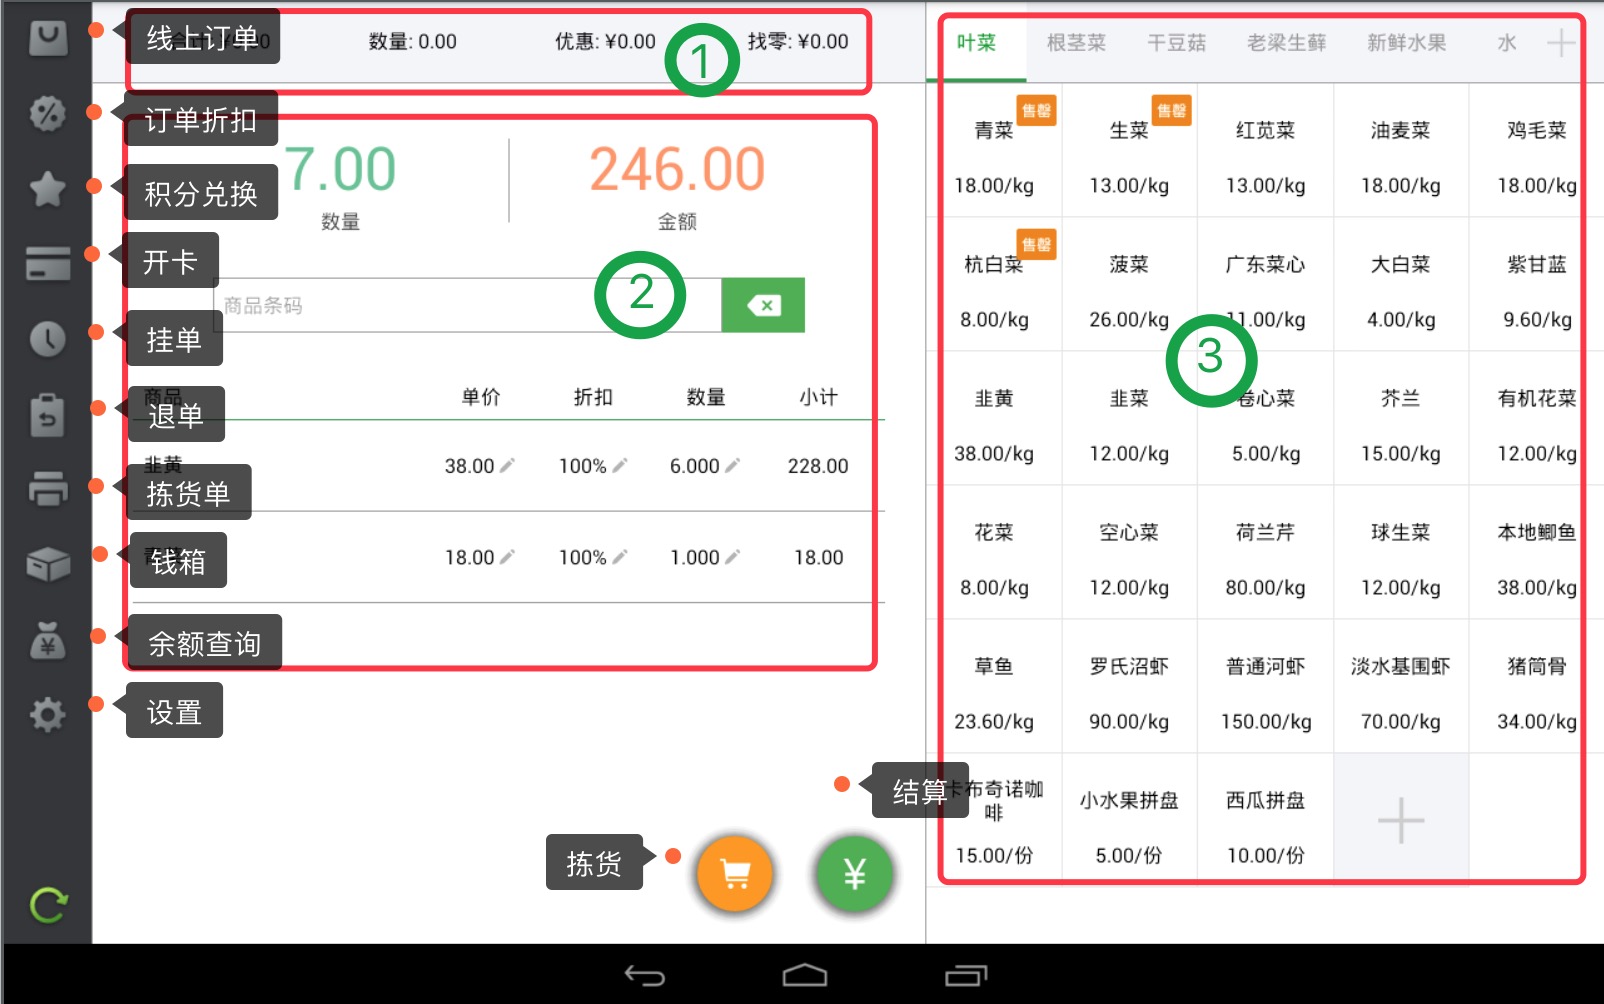 线上订单
数量: 0.00
优惠: ¥0.00
找零: ¥0.00
1
订单折扣
积分兑换
开卡
挂单
退单
拣货单
钱箱
余额查询
设置
7.00
数量
246.00
金额
商品条码
2
商品 单价 折扣 数量 小计
韭黄 38.00 100% 6.000 228.00
18.00 100% 1.000 18.00
结算
拣货
¥
叶菜 根茎菜 干豆菇 老梁生鲜 新鲜水果 水
3
青菜 售罄 生菜 售罄 红苋菜 油麦菜 鸡毛菜
18.00/kg 13.00/kg 13.00/kg 18.00/kg 18.00/kg
杭白菜 售罄 菠菜 广东菜心 大白菜 紫甘蓝
8.00/kg 26.00/kg 11.00/kg 4.00/kg 9.60/kg
韭黄 韭菜 卷心菜 芥兰 有机花菜
38.00/kg 12.00/kg 5.00/kg 15.00/kg 12.00/kg
花菜 空心菜 荷兰芹 球生菜 本地鲫鱼
8.00/kg 12.00/kg 80.00/kg 12.00/kg 38.00/kg
草鱼 罗氏沼虾 普通河虾 淡水基围虾 猪筒骨
23.60/kg 90.00/kg 150.00/kg 70.00/kg 34.00/kg
卡布奇诺咖啡 小水果拼盘 西瓜拼盘
15.00/份 5.00/份 10.00/份